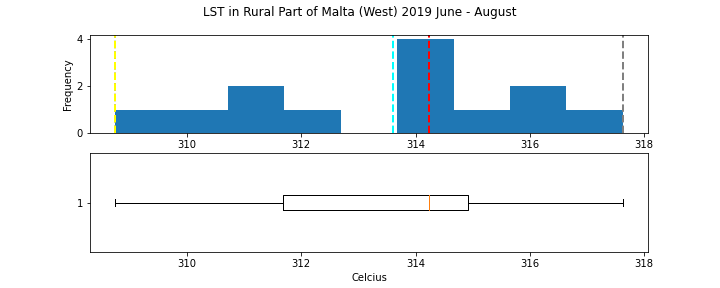 LST in Rural Part of Malta (West) 2019 June - August
4
2
0
Frequency
310 312 314 316 318
1
310 312 314 316 318
Celcius